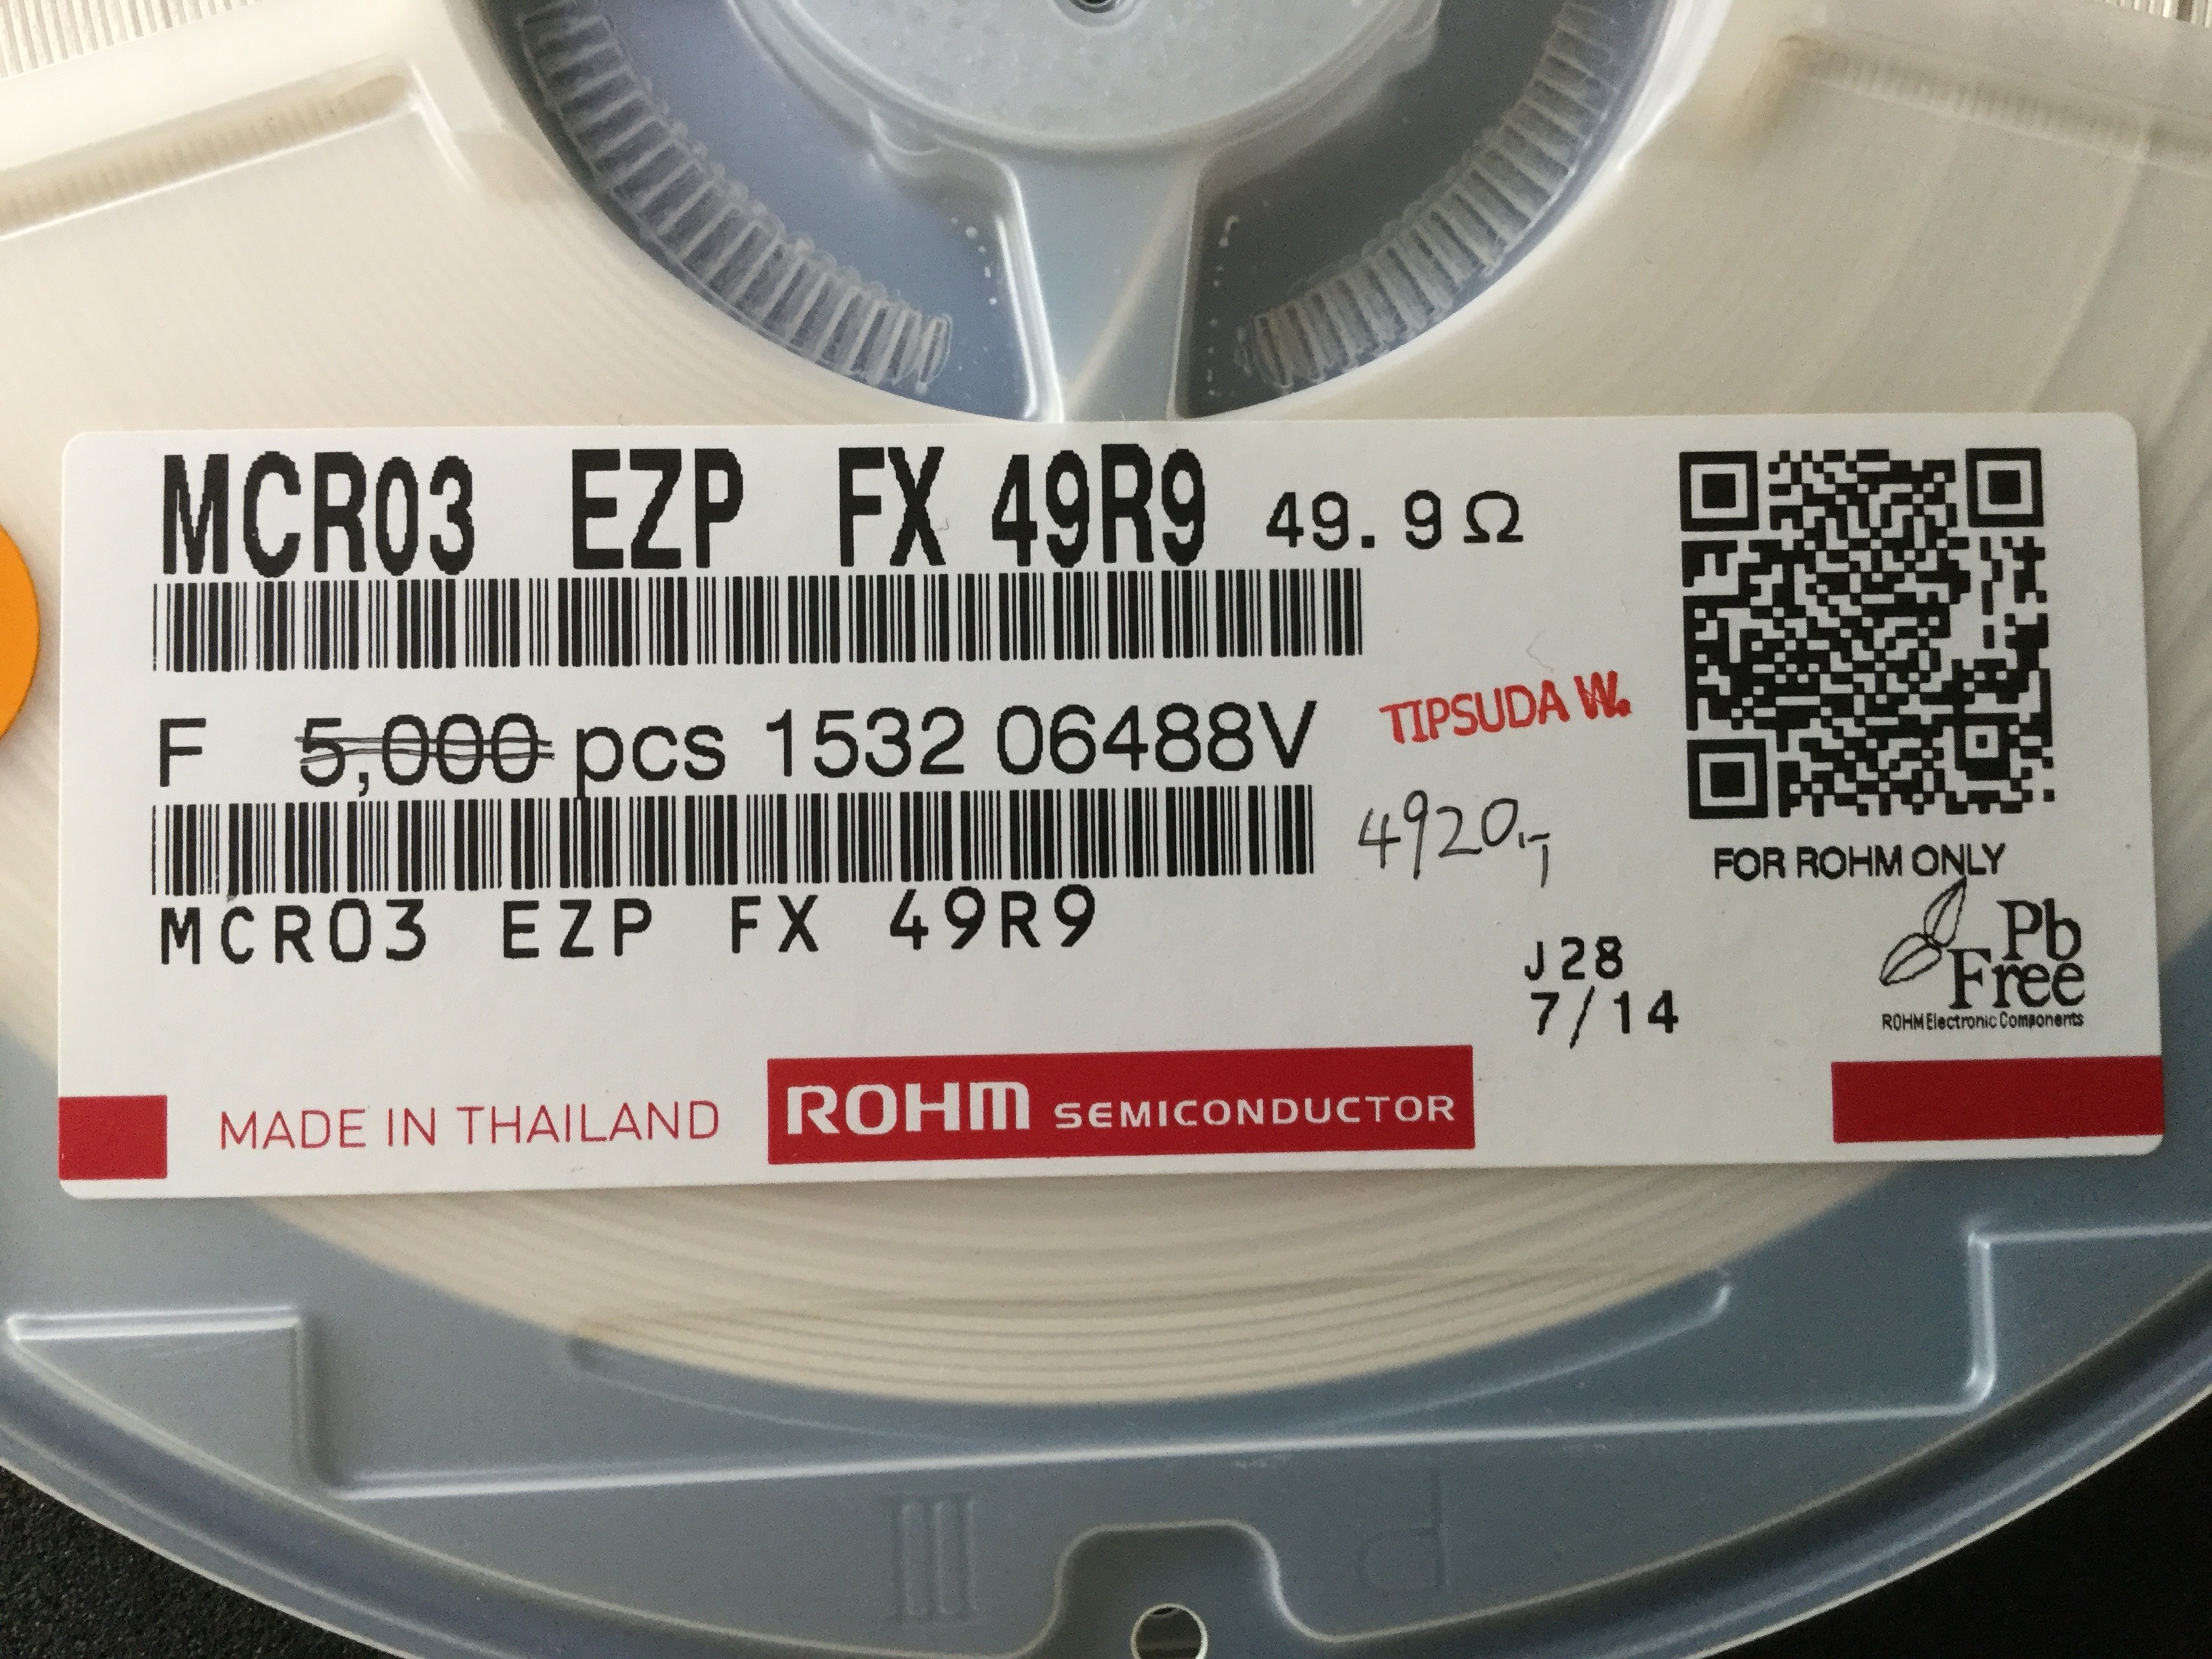 MCR03 EZP FX 49R9 49.9Ω
F 5,000 pcs 1532 06488V TIPSUDA W.
4920,-
MCR03 EZP FX 49R9
FOR ROHM ONLY
J28
7/14
Pb
Free
ROHM Electronic Components
MADE IN THAILAND
ROHM SEMICONDUCTOR